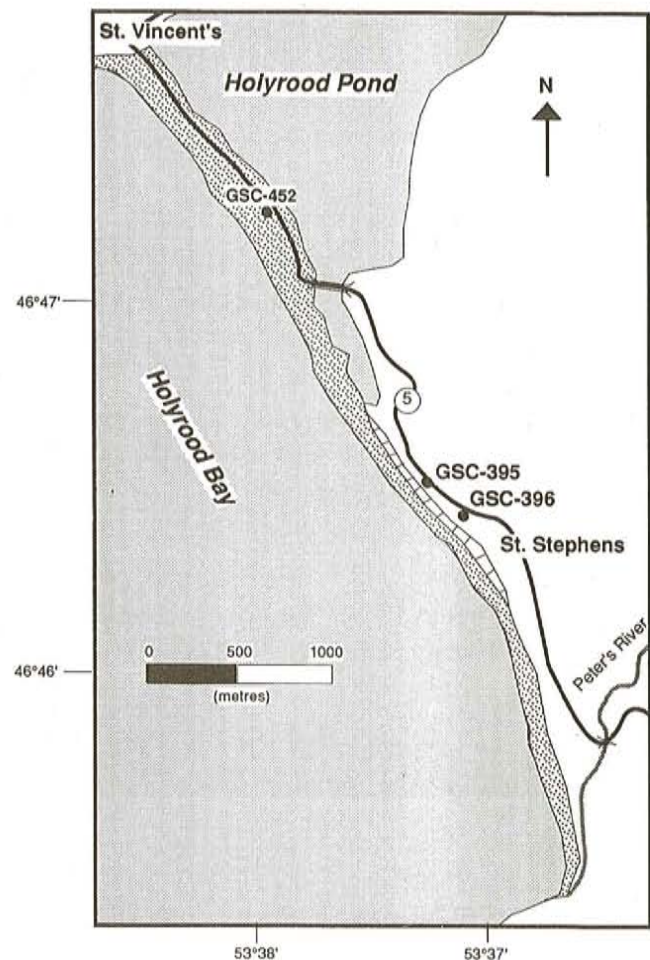 St. Vincent's
Holyrood Pond
N
GSC-452
46°47'
Holyrood Bay
5
GSC-395
GSC-396
St. Stephens
0 500 1000
(metres)
46°46'
Peter's River
53°38' 53°37'